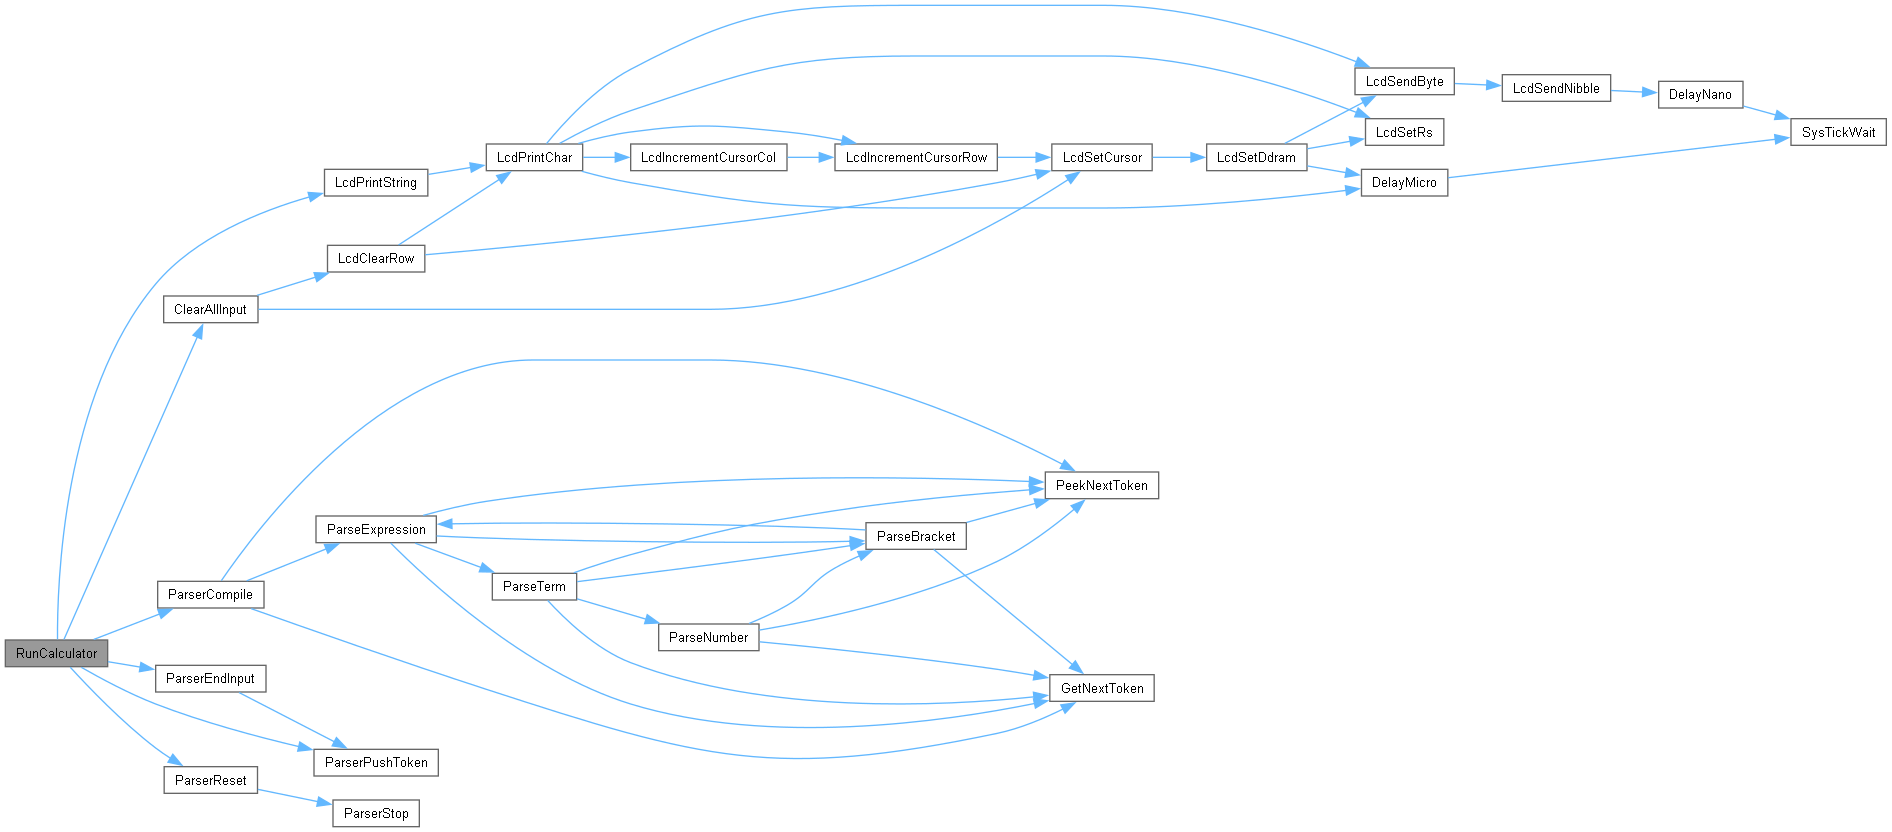 RunCalculator
LcdPrintString
LcdPrintChar
LcdClearRow
ClearAllInput
LcdIncrementCursorCol
LcdIncrementCursorRow
LcdSetCursor
LcdSetDdram
LcdSendByte
LcdSetRs
DelayMicro
LcdSendNibble
DelayNano
SysTickWait
ParserCompile
ParseExpression
ParseTerm
ParseNumber
ParseBracket
PeekNextToken
GetNextToken
ParserEndInput
ParserPushToken
ParserReset
ParserStop